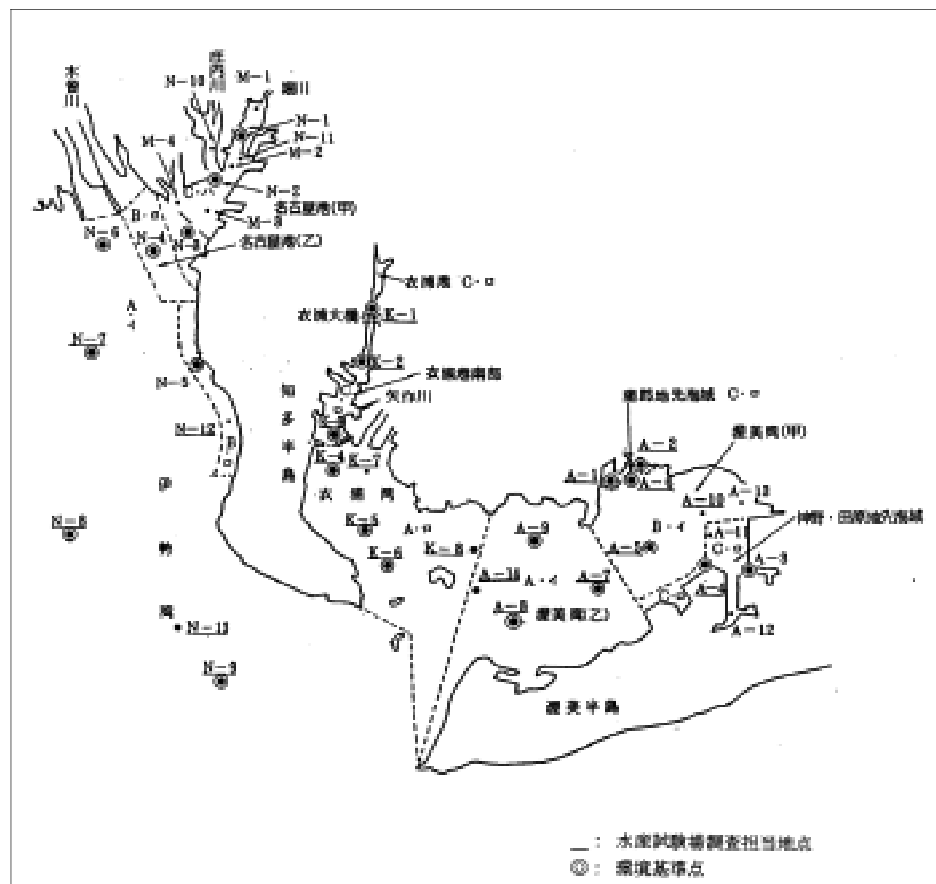 木曽川
N-10
M-1
堀川
N-1
N-11
M-2
M-4
N-2
名古屋港(甲)
M-3
B・ロ
N-6
N-4
N-3
名古屋港(乙)
衣浦港 C・ロ
A・イ
衣浦大橋
K-1
N-7
K-2
衣浦港南部
N-5
知多半島
矢作川
蒲郡地先海域 C・ロ
N-12
B・ロ
K-4
K-7
A-2
渥美湾(甲)
A-1
A-10
A-13
衣浦湾
神野・田原地先海域
伊勢湾
K-5
A・ロ
A-9
B・イ
A-11
C・ロ
N-8
K-6
K-8
A-5
A-3
A-16
A・イ
A-7
A-8
渥美湾(乙)
A-12
N-13
N-9
渥美半島
＿: 水産試験場調査担当地点
◎: 環境基準点